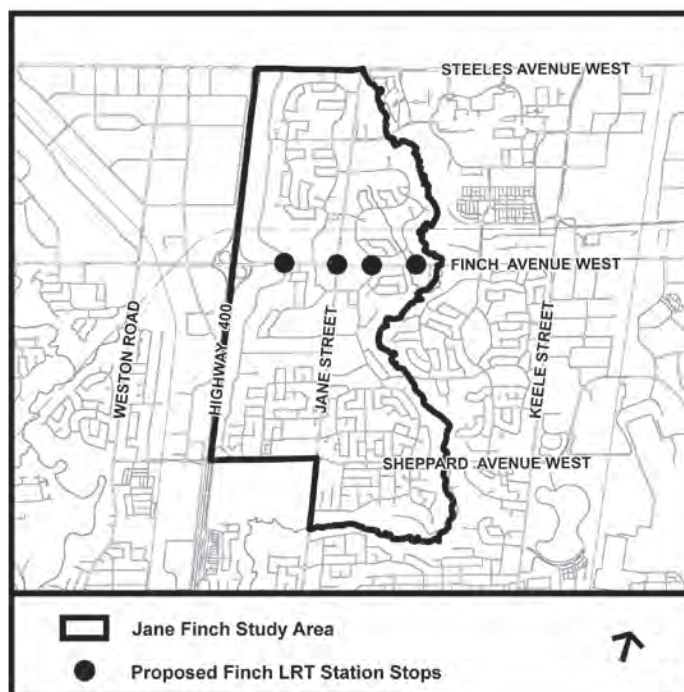 STEELES AVENUE WEST
FINCH AVENUE WEST
WESTON ROAD
HIGHWAY 400
JANE STREET
KEELE STREET
SHEPPARD AVENUE WEST
Jane Finch Study Area
Proposed Finch LRT Station Stops